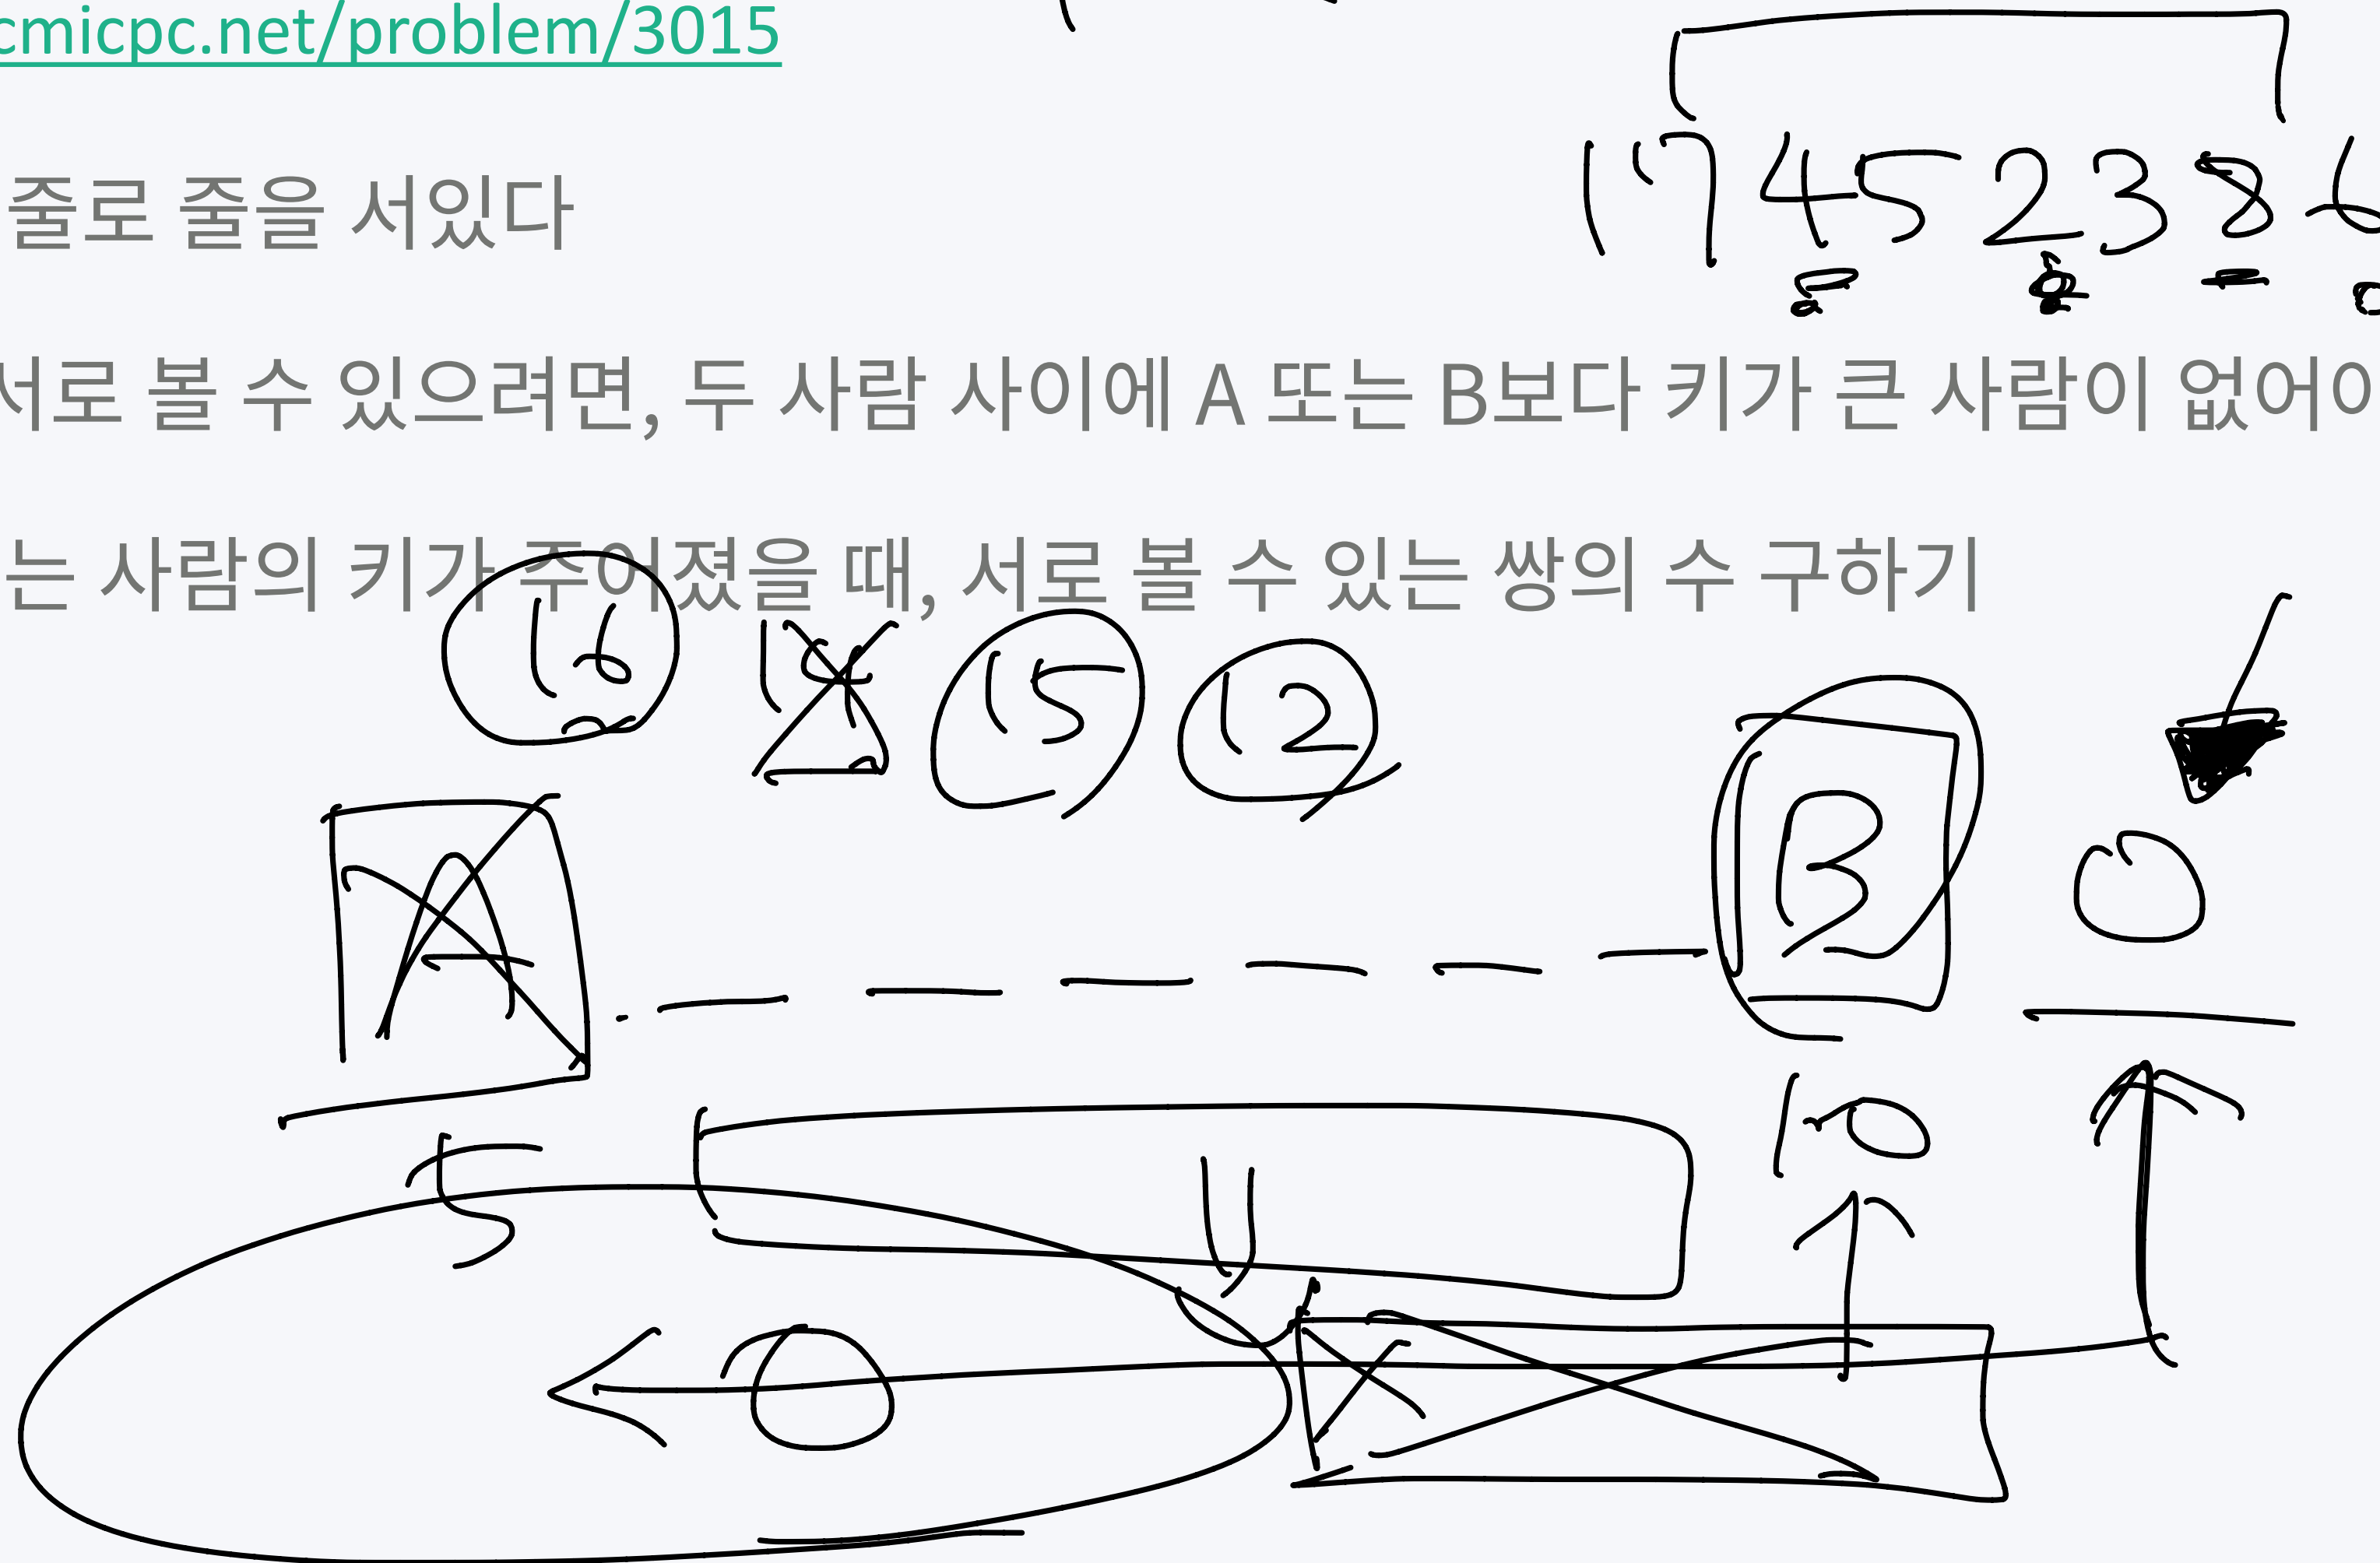 cmicpc.net/problem/3015
1 7 4 5 2 3 8 6
줄로 줄을 서있다
서로 볼 수 있으려면, 두 사람 사이에 A 또는 B보다 키가 큰 사람이 없어야
는 사람의 키가 주어졌을 때, 서로 볼 수 있는 쌍의 수 구하기
16 15 12
A B
5 10